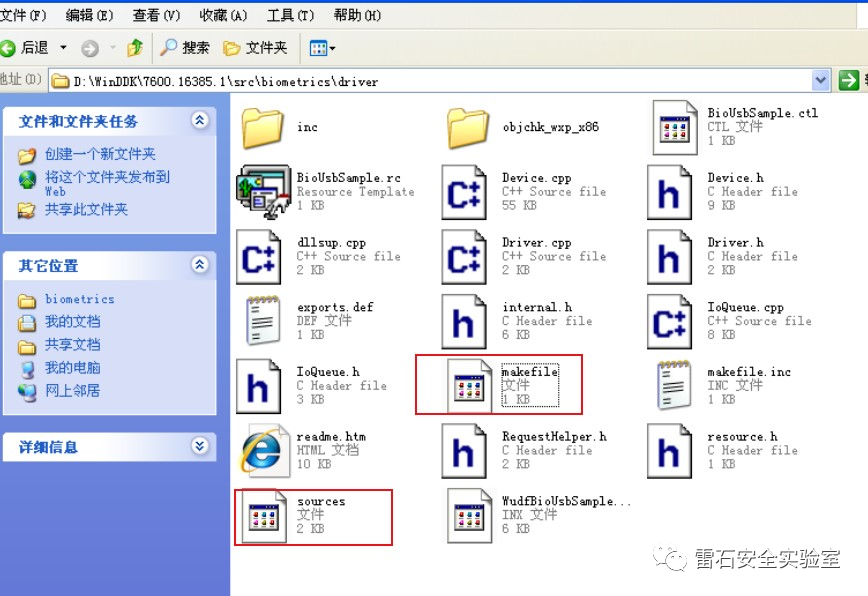 文件(F) 编辑(E) 查看(V) 收藏(A) 工具(T) 帮助(H)
后退 搜索 文件夹
地址(D) D:\WinDDK\7600.16385.1\src\biometrics\driver
文件和文件夹任务
创建一个新文件夹
将这个文件夹发布到
Web
共享此文件夹
其它位置
biometrics
我的文档
共享文档
我的电脑
网上邻居
详细信息
inc
objchk_wxp_x86
BioUsbSample.ctl
CTL 文件
1 KB
BioUsbSample.rc
Resource Template
1 KB
Device.cpp
C++ Source file
55 KB
Device.h
C Header file
9 KB
dllsup.cpp
C++ Source file
2 KB
Driver.cpp
C++ Source file
2 KB
Driver.h
C Header file
2 KB
exports.def
DEF 文件
1 KB
internal.h
C Header file
6 KB
IoQueue.cpp
C++ Source file
8 KB
IoQueue.h
C Header file
3 KB
makefile
文件
1 KB
makefile.inc
INC 文件
1 KB
readme.htm
HTML 文档
10 KB
RequestHelper.h
C Header file
2 KB
resource.h
C Header file
1 KB
sources
文件
2 KB
WudfBioUsbSample...
INX 文件
6 KB
雷石安全实验室